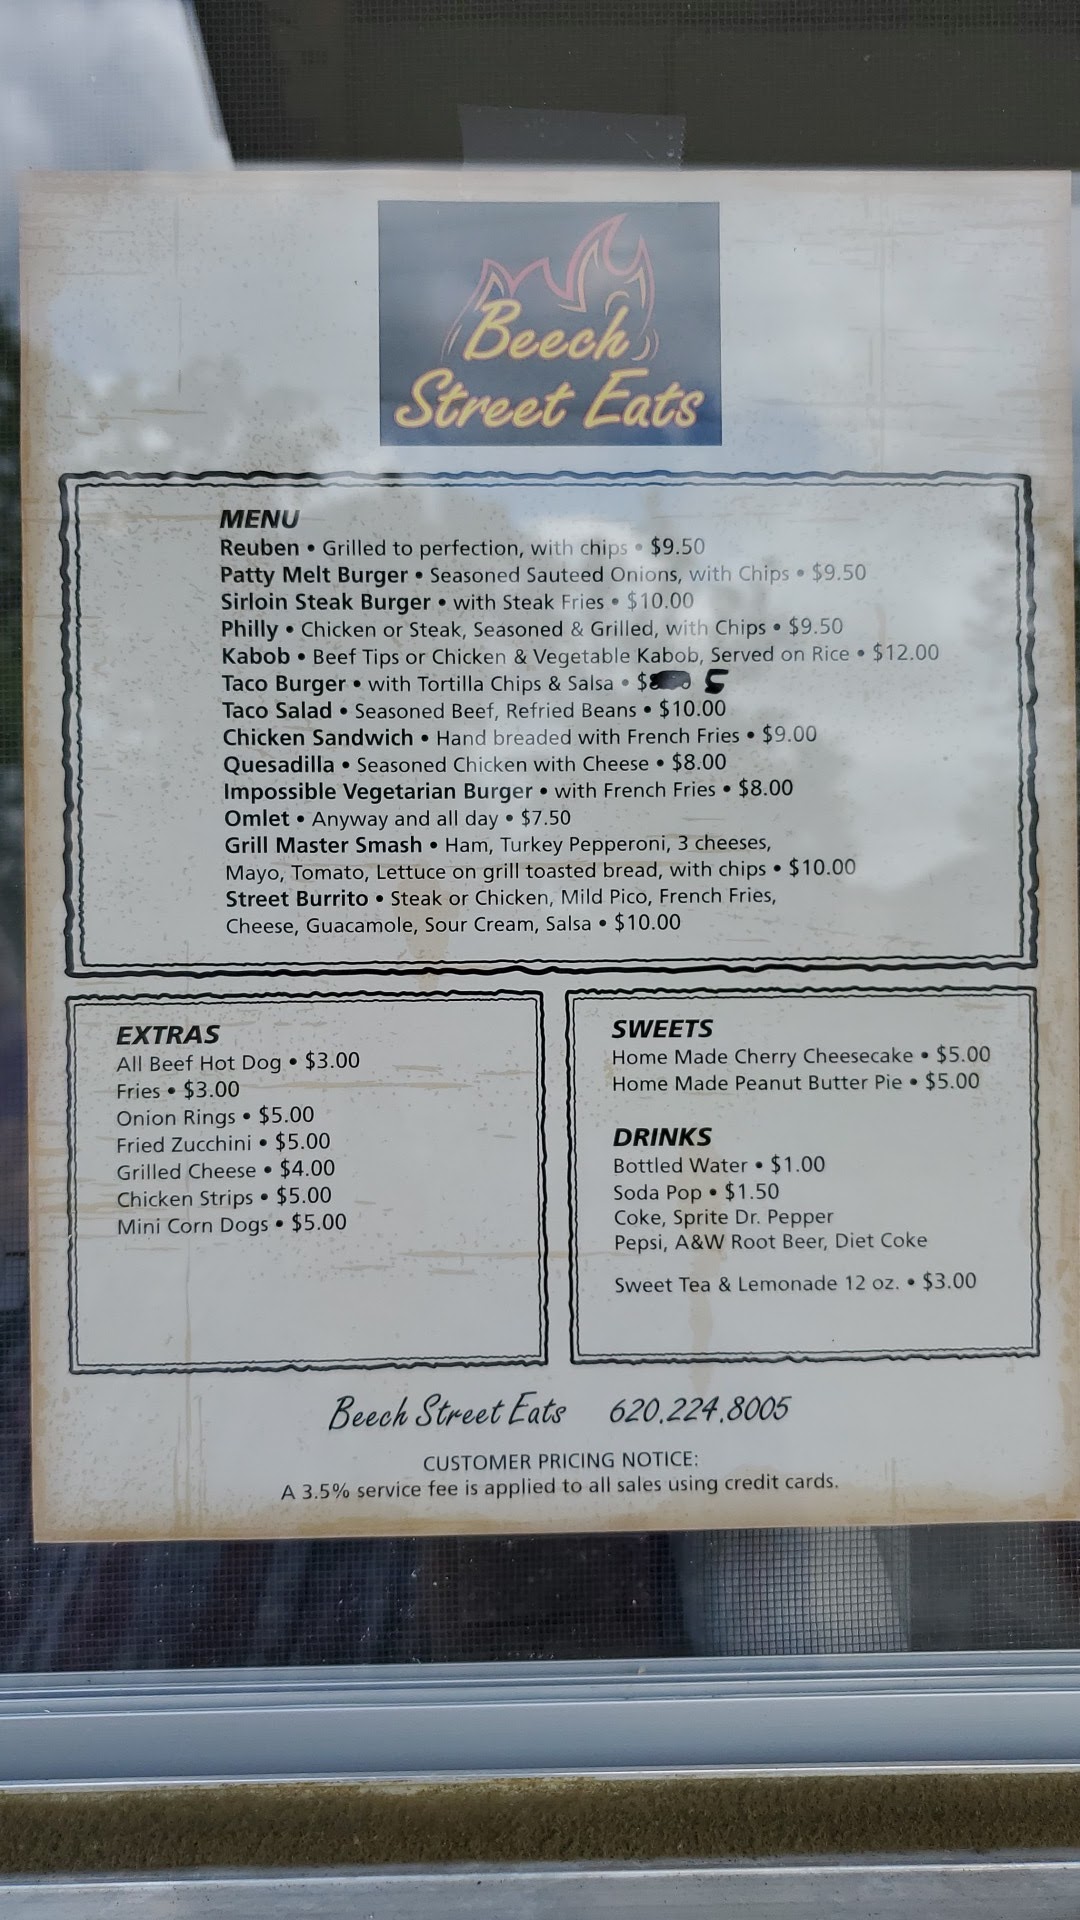 Beech
Street Eats
MENU
Reuben • Grilled to perfection, with chips • $9.50
Patty Melt Burger • Seasoned Sauteed Onions, with Chips • $9.50
Sirloin Steak Burger • with Steak Fries • $10.00
Philly • Chicken or Steak, Seasoned & Grilled, with Chips • $9.50
Kabob • Beef Tips or Chicken & Vegetable Kabob, Served on Rice • $12.00
Taco Burger • with Tortilla Chips & Salsa • $ 5
Taco Salad • Seasoned Beef, Refried Beans • $10.00
Chicken Sandwich • Hand breaded with French Fries • $9.00
Quesadilla • Seasoned Chicken with Cheese • $8.00
Impossible Vegetarian Burger • with French Fries • $8.00
Omlet • Anyway and all day • $7.50
Grill Master Smash • Ham, Turkey Pepperoni, 3 cheeses,
Mayo, Tomato, Lettuce on grill toasted bread, with chips • $10.00
Street Burrito • Steak or Chicken, Mild Pico, French Fries,
Cheese, Guacamole, Sour Cream, Salsa • $10.00
EXTRAS
All Beef Hot Dog • $3.00
Fries • $3.00
Onion Rings • $5.00
Fried Zucchini • $5.00
Grilled Cheese • $4.00
Chicken Strips • $5.00
Mini Corn Dogs • $5.00
SWEETS
Home Made Cherry Cheesecake • $5.00
Home Made Peanut Butter Pie • $5.00
DRINKS
Bottled Water • $1.00
Soda Pop • $1.50
Coke, Sprite Dr. Pepper
Pepsi, A&W Root Beer, Diet Coke
Sweet Tea & Lemonade 12 oz. • $3.00
Beech Street Eats 620.224.8005
CUSTOMER PRICING NOTICE:
A 3.5% service fee is applied to all sales using credit cards.